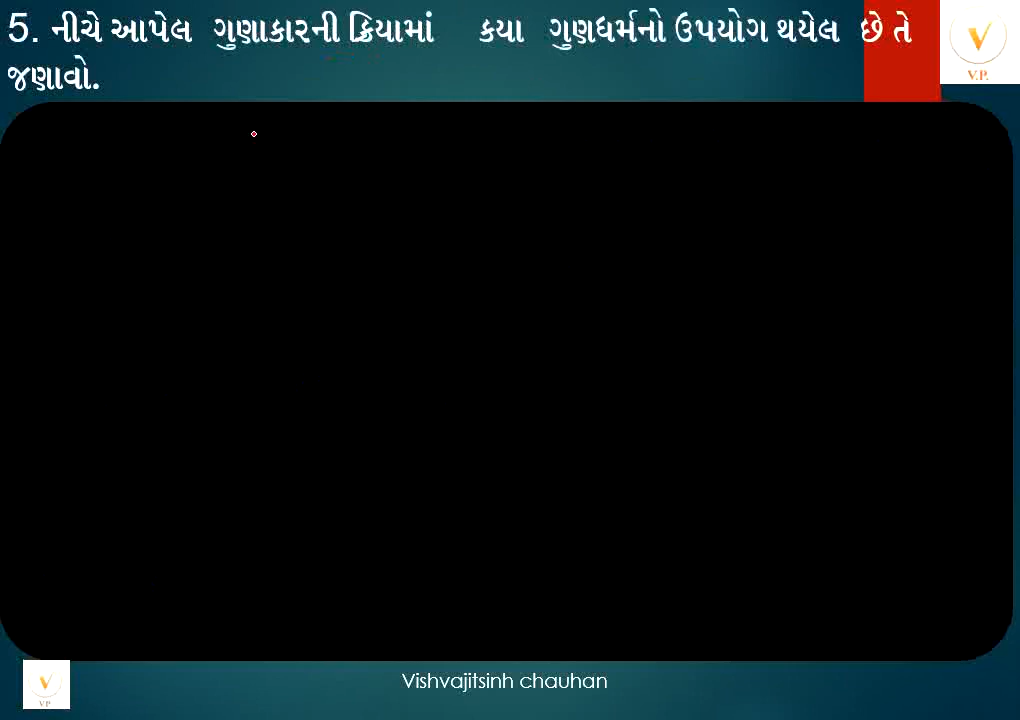 5. નીચે આપેલ ગુણાકારની ક્રિયામાં કયા ગુણધર્મનો ઉપયોગ થયેલ છે તે
જણાવો.
V
V.P.
V
V.P.
Vishvajitsinh chauhan